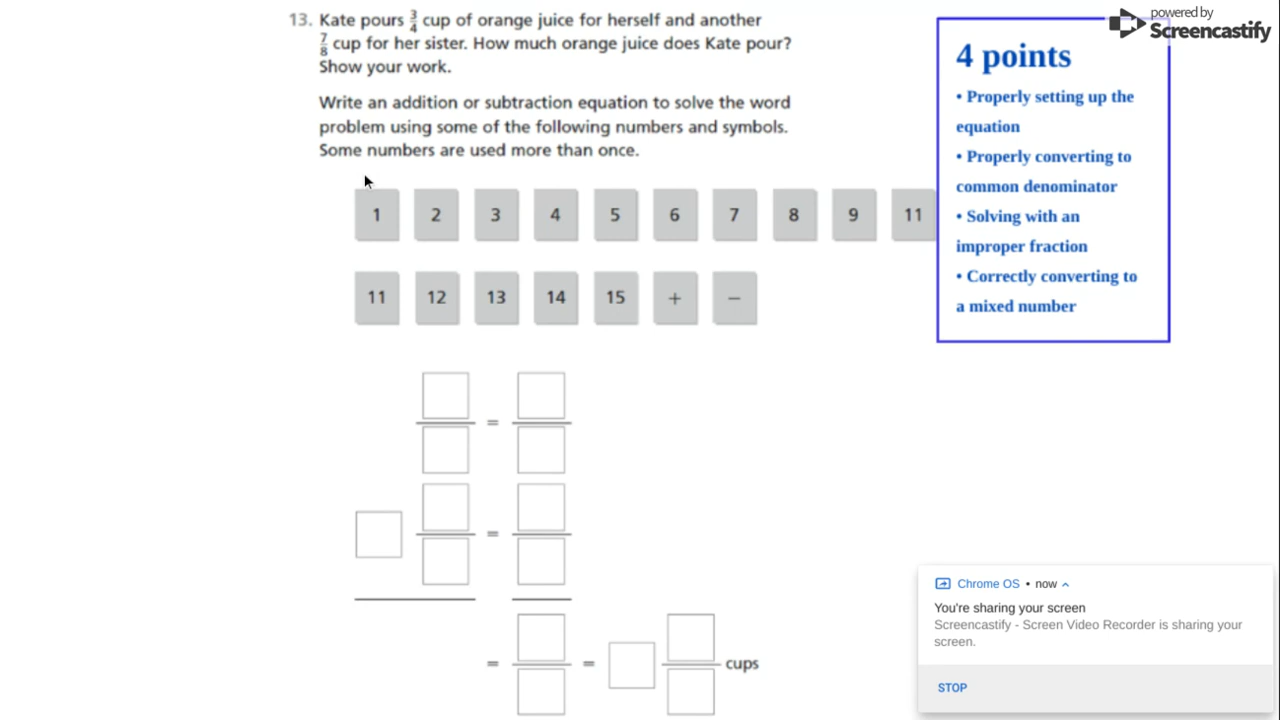 powered by
Screencastify
13. Kate pours 3/4 cup of orange juice for herself and another
7/8 cup for her sister. How much orange juice does Kate pour?
Show your work.
Write an addition or subtraction equation to solve the word
problem using some of the following numbers and symbols.
Some numbers are used more than once.
1 2 3 4 5 6 7 8 9 11
11 12 13 14 15 + −
=
=
= = cups
4 points
• Properly setting up the
equation
• Properly converting to
common denominator
• Solving with an
improper fraction
• Correctly converting to
a mixed number
Chrome OS • now
You're sharing your screen
Screencastify - Screen Video Recorder is sharing your
screen.
STOP